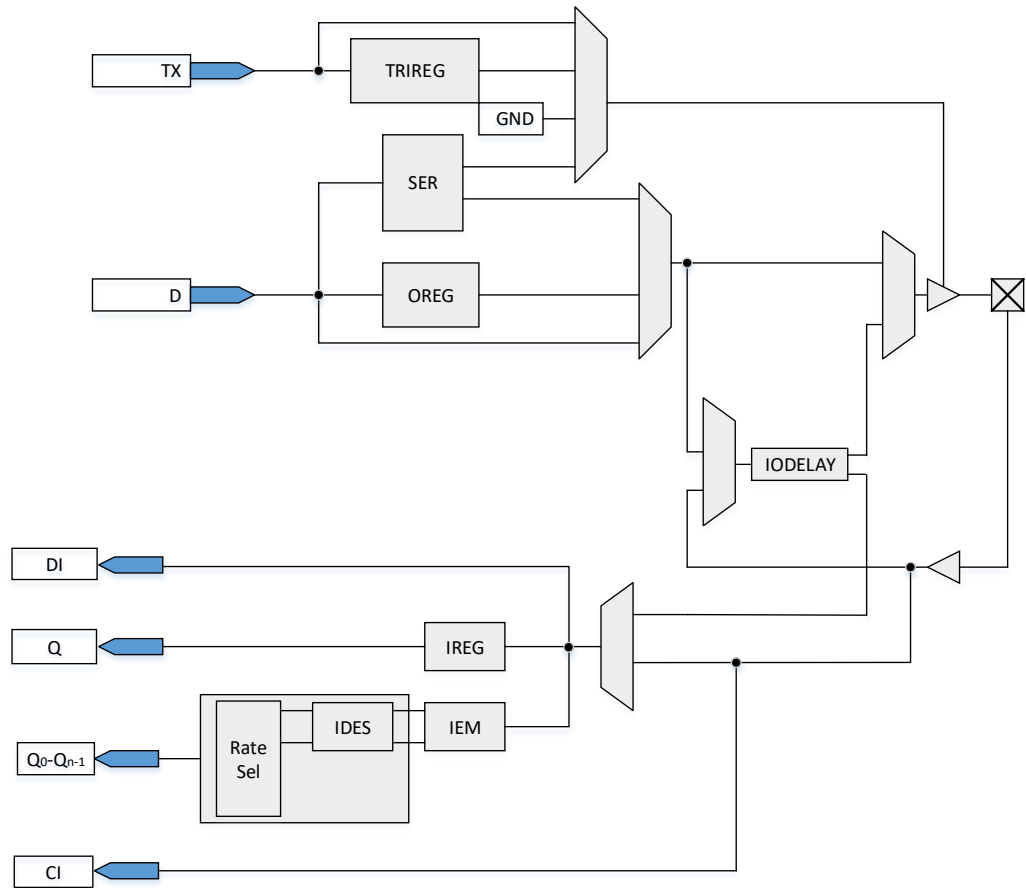 TX
TRIREG
GND
SER
D
OREG
IODELAY
DI
Q
IREG
Rate
Sel
IDES
IEM
Q0-Qn-1
CI